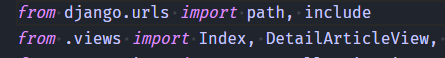 from django.urls import path, include
from .views import Index, DetailArticleView,